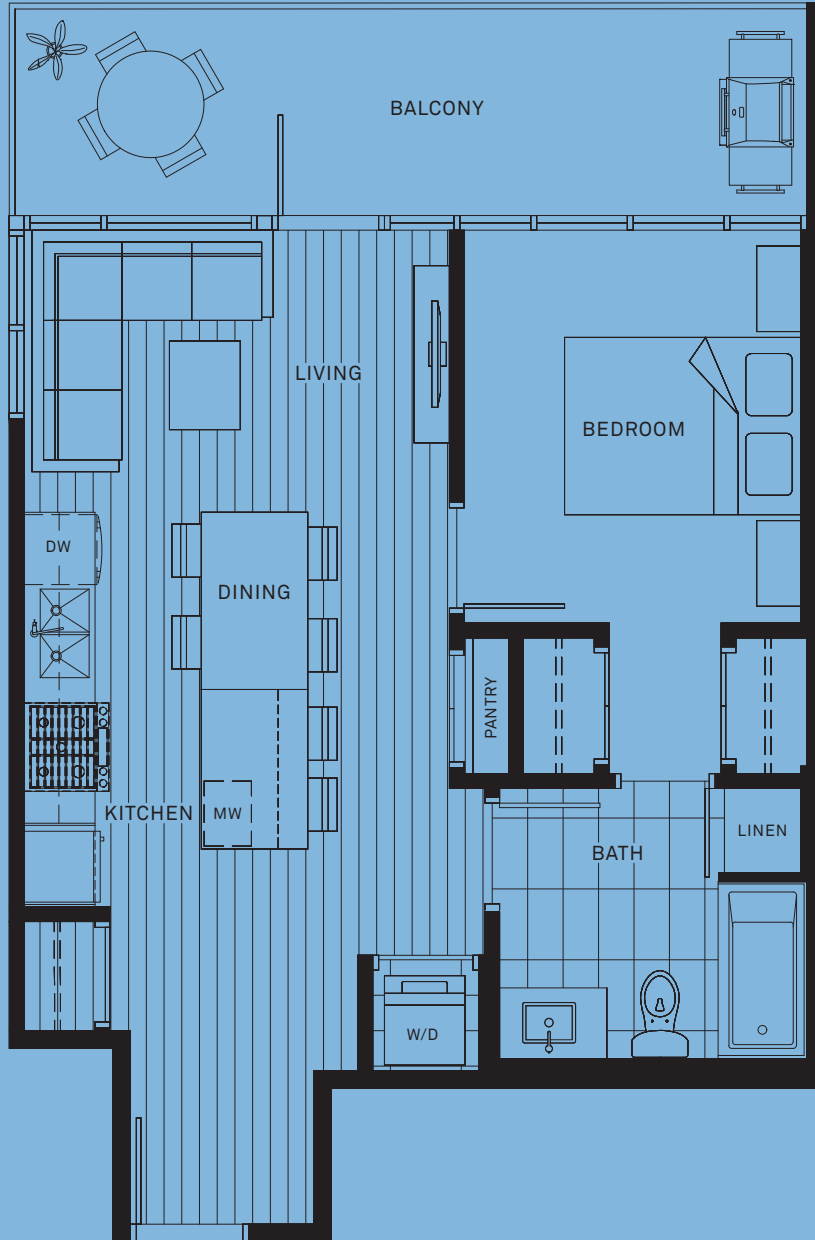 BALCONY
LIVING
BEDROOM
DW
DINING
PANTRY
KITCHEN
MW
LINEN
BATH
W/D